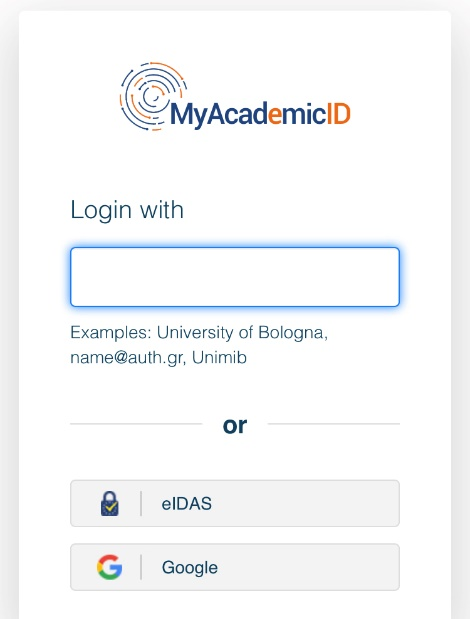 MyAcademicID
Login with
Examples: University of Bologna,
name@auth.gr, Unimib
or
eIDAS
Google